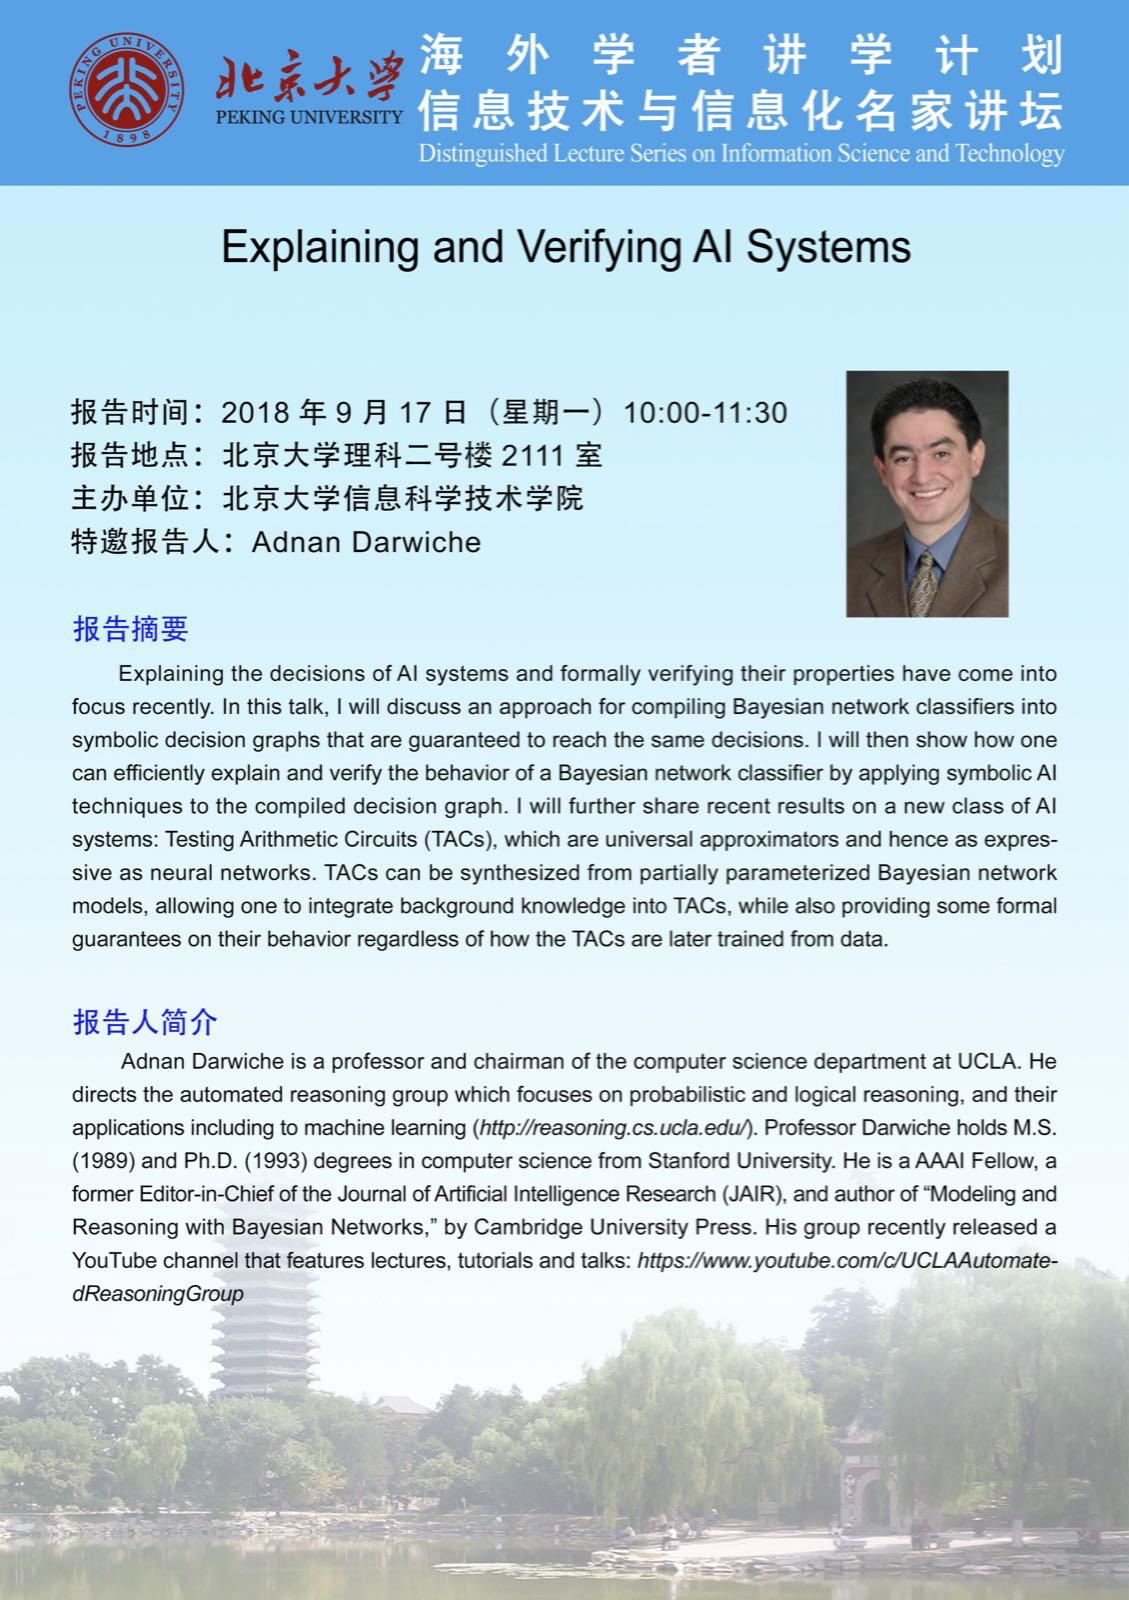 PEKING UNIVERSITY
1898
北京大学
PEKING UNIVERSITY
海外学者讲学计划
信息技术与信息化名家讲坛
Distinguished Lecture Series on Information Science and Technology
Explaining and Verifying AI Systems
报告时间：2018 年 9 月 17 日（星期一）10:00-11:30
报告地点：北京大学理科二号楼 2111 室
主办单位：北京大学信息科学技术学院
特邀报告人：Adnan Darwiche
报告摘要
Explaining the decisions of AI systems and formally verifying their properties have come into
focus recently. In this talk, I will discuss an approach for compiling Bayesian network classifiers into
symbolic decision graphs that are guaranteed to reach the same decisions. I will then show how one
can efficiently explain and verify the behavior of a Bayesian network classifier by applying symbolic AI
techniques to the compiled decision graph. I will further share recent results on a new class of AI
systems: Testing Arithmetic Circuits (TACs), which are universal approximators and hence as expres-
sive as neural networks. TACs can be synthesized from partially parameterized Bayesian network
models, allowing one to integrate background knowledge into TACs, while also providing some formal
guarantees on their behavior regardless of how the TACs are later trained from data.
报告人简介
Adnan Darwiche is a professor and chairman of the computer science department at UCLA. He
directs the automated reasoning group which focuses on probabilistic and logical reasoning, and their
applications including to machine learning (http://reasoning.cs.ucla.edu/). Professor Darwiche holds M.S.
(1989) and Ph.D. (1993) degrees in computer science from Stanford University. He is a AAAI Fellow, a
former Editor-in-Chief of the Journal of Artificial Intelligence Research (JAIR), and author of “Modeling and
Reasoning with Bayesian Networks,” by Cambridge University Press. His group recently released a
YouTube channel that features lectures, tutorials and talks: https://www.youtube.com/c/UCLAAutomate-
dReasoningGroup